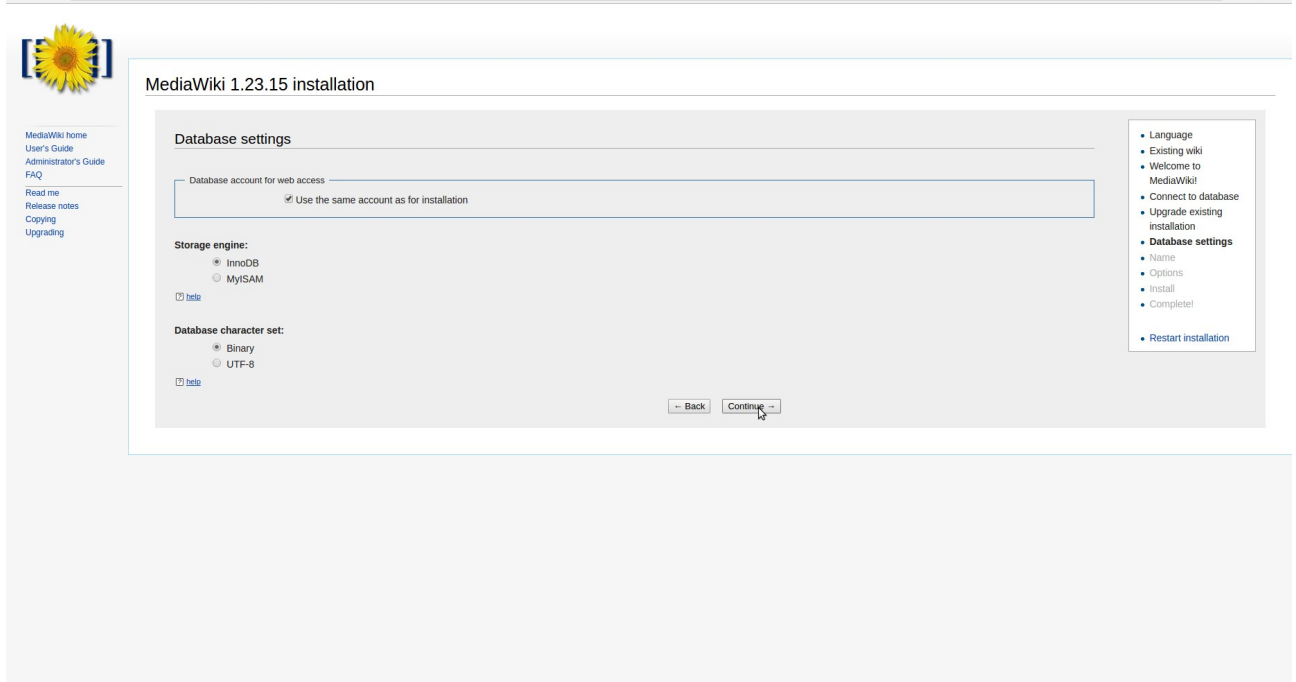 MediaWiki 1.23.15 installation
MediaWiki home
User's Guide
Administrator's Guide
FAQ
Read me
Release notes
Copying
Upgrading
Database settings
Database account for web access
Use the same account as for installation
Storage engine:
InnoDB
MyISAM
[?] help
Database character set:
Binary
UTF-8
[?] help
← Back
Continue →
Language
Existing wiki
Welcome to
MediaWiki!
Connect to database
Upgrade existing
installation
Database settings
Name
Options
Install
Complete!
Restart installation